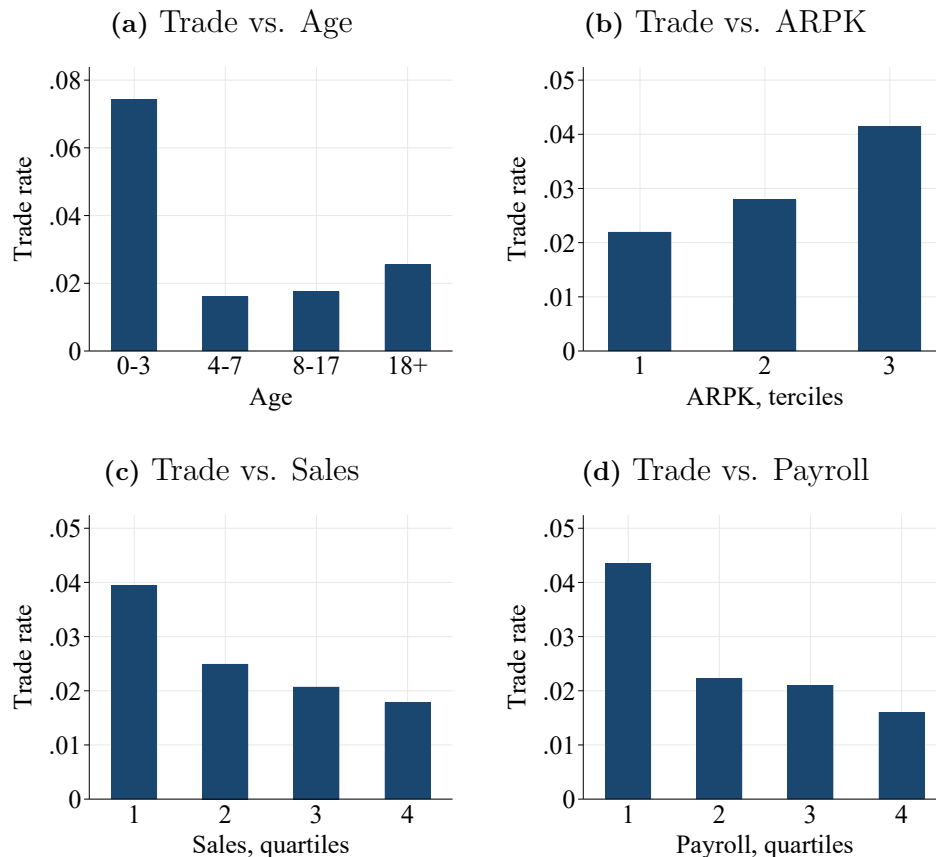 (a) Trade vs. Age
.08
.06
.04
.02
0
Trade rate
0-3 4-7 8-17 18+
Age
(b) Trade vs. ARPK
.05
.04
.03
.02
.01
0
Trade rate
1 2 3
ARPK, terciles
(c) Trade vs. Sales
.05
.04
.03
.02
.01
0
Trade rate
1 2 3 4
Sales, quartiles
(d) Trade vs. Payroll
.05
.04
.03
.02
.01
0
Trade rate
1 2 3 4
Payroll, quartiles